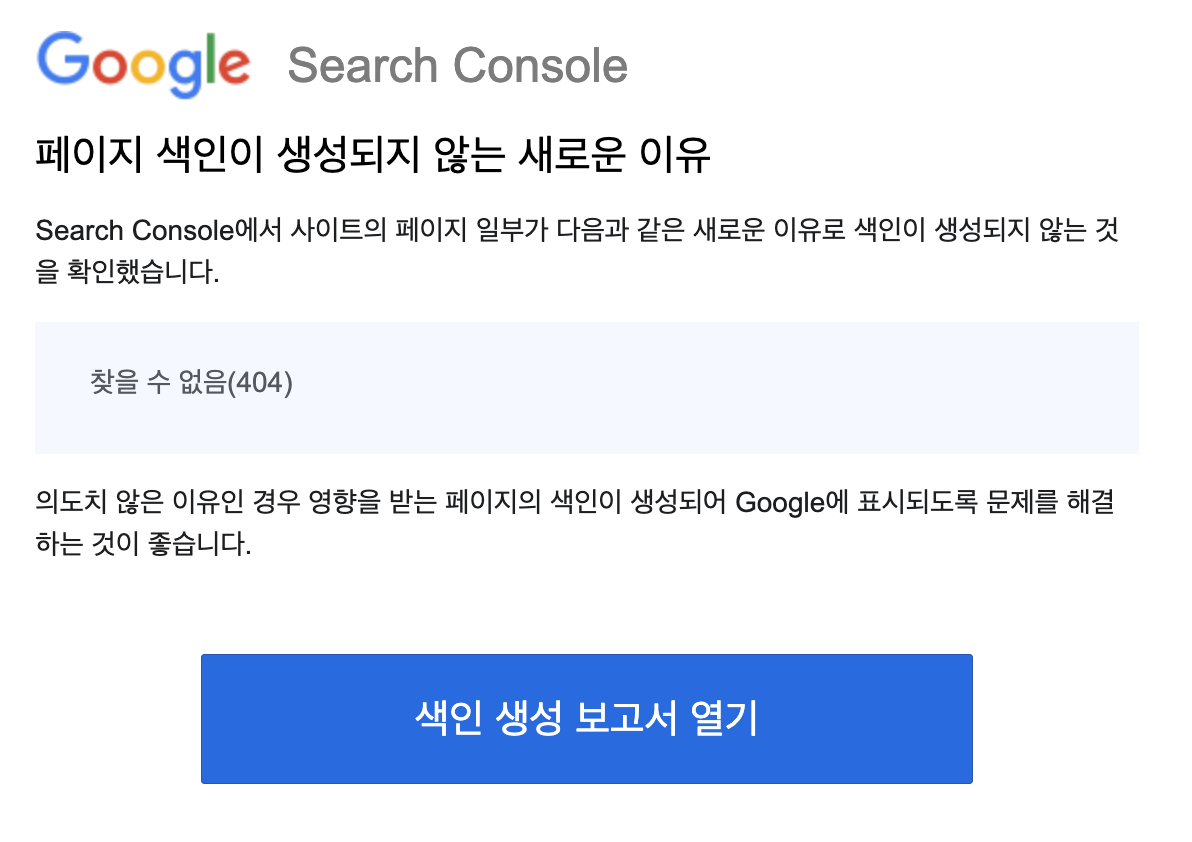 Google Search Console
페이지 색인이 생성되지 않는 새로운 이유
Search Console에서 사이트의 페이지 일부가 다음과 같은 새로운 이유로 색인이 생성되지 않는 것
을 확인했습니다.
찾을 수 없음(404)
의도치 않은 이유인 경우 영향을 받는 페이지의 색인이 생성되어 Google에 표시되도록 문제를 해결
하는 것이 좋습니다.
색인 생성 보고서 열기